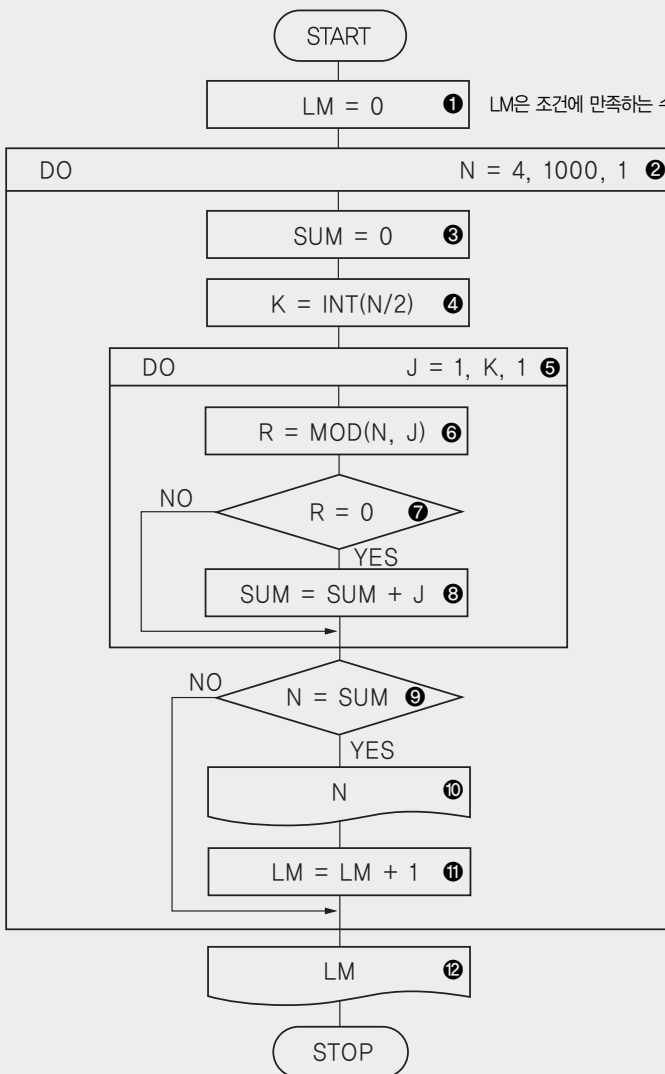 START
LM = 0 ❶ LM은 조건에 만족하는
DO N = 4, 1000, 1 ❷
SUM = 0 ❸
K = INT(N/2) ❹
DO J = 1, K, 1 ❺
R = MOD(N, J) ❻
NO
R = 0 ❼
YES
SUM = SUM + J ❽
NO
N = SUM ❾
YES
N ❿
LM = LM + 1 ⓫
LM ⓬
STOP